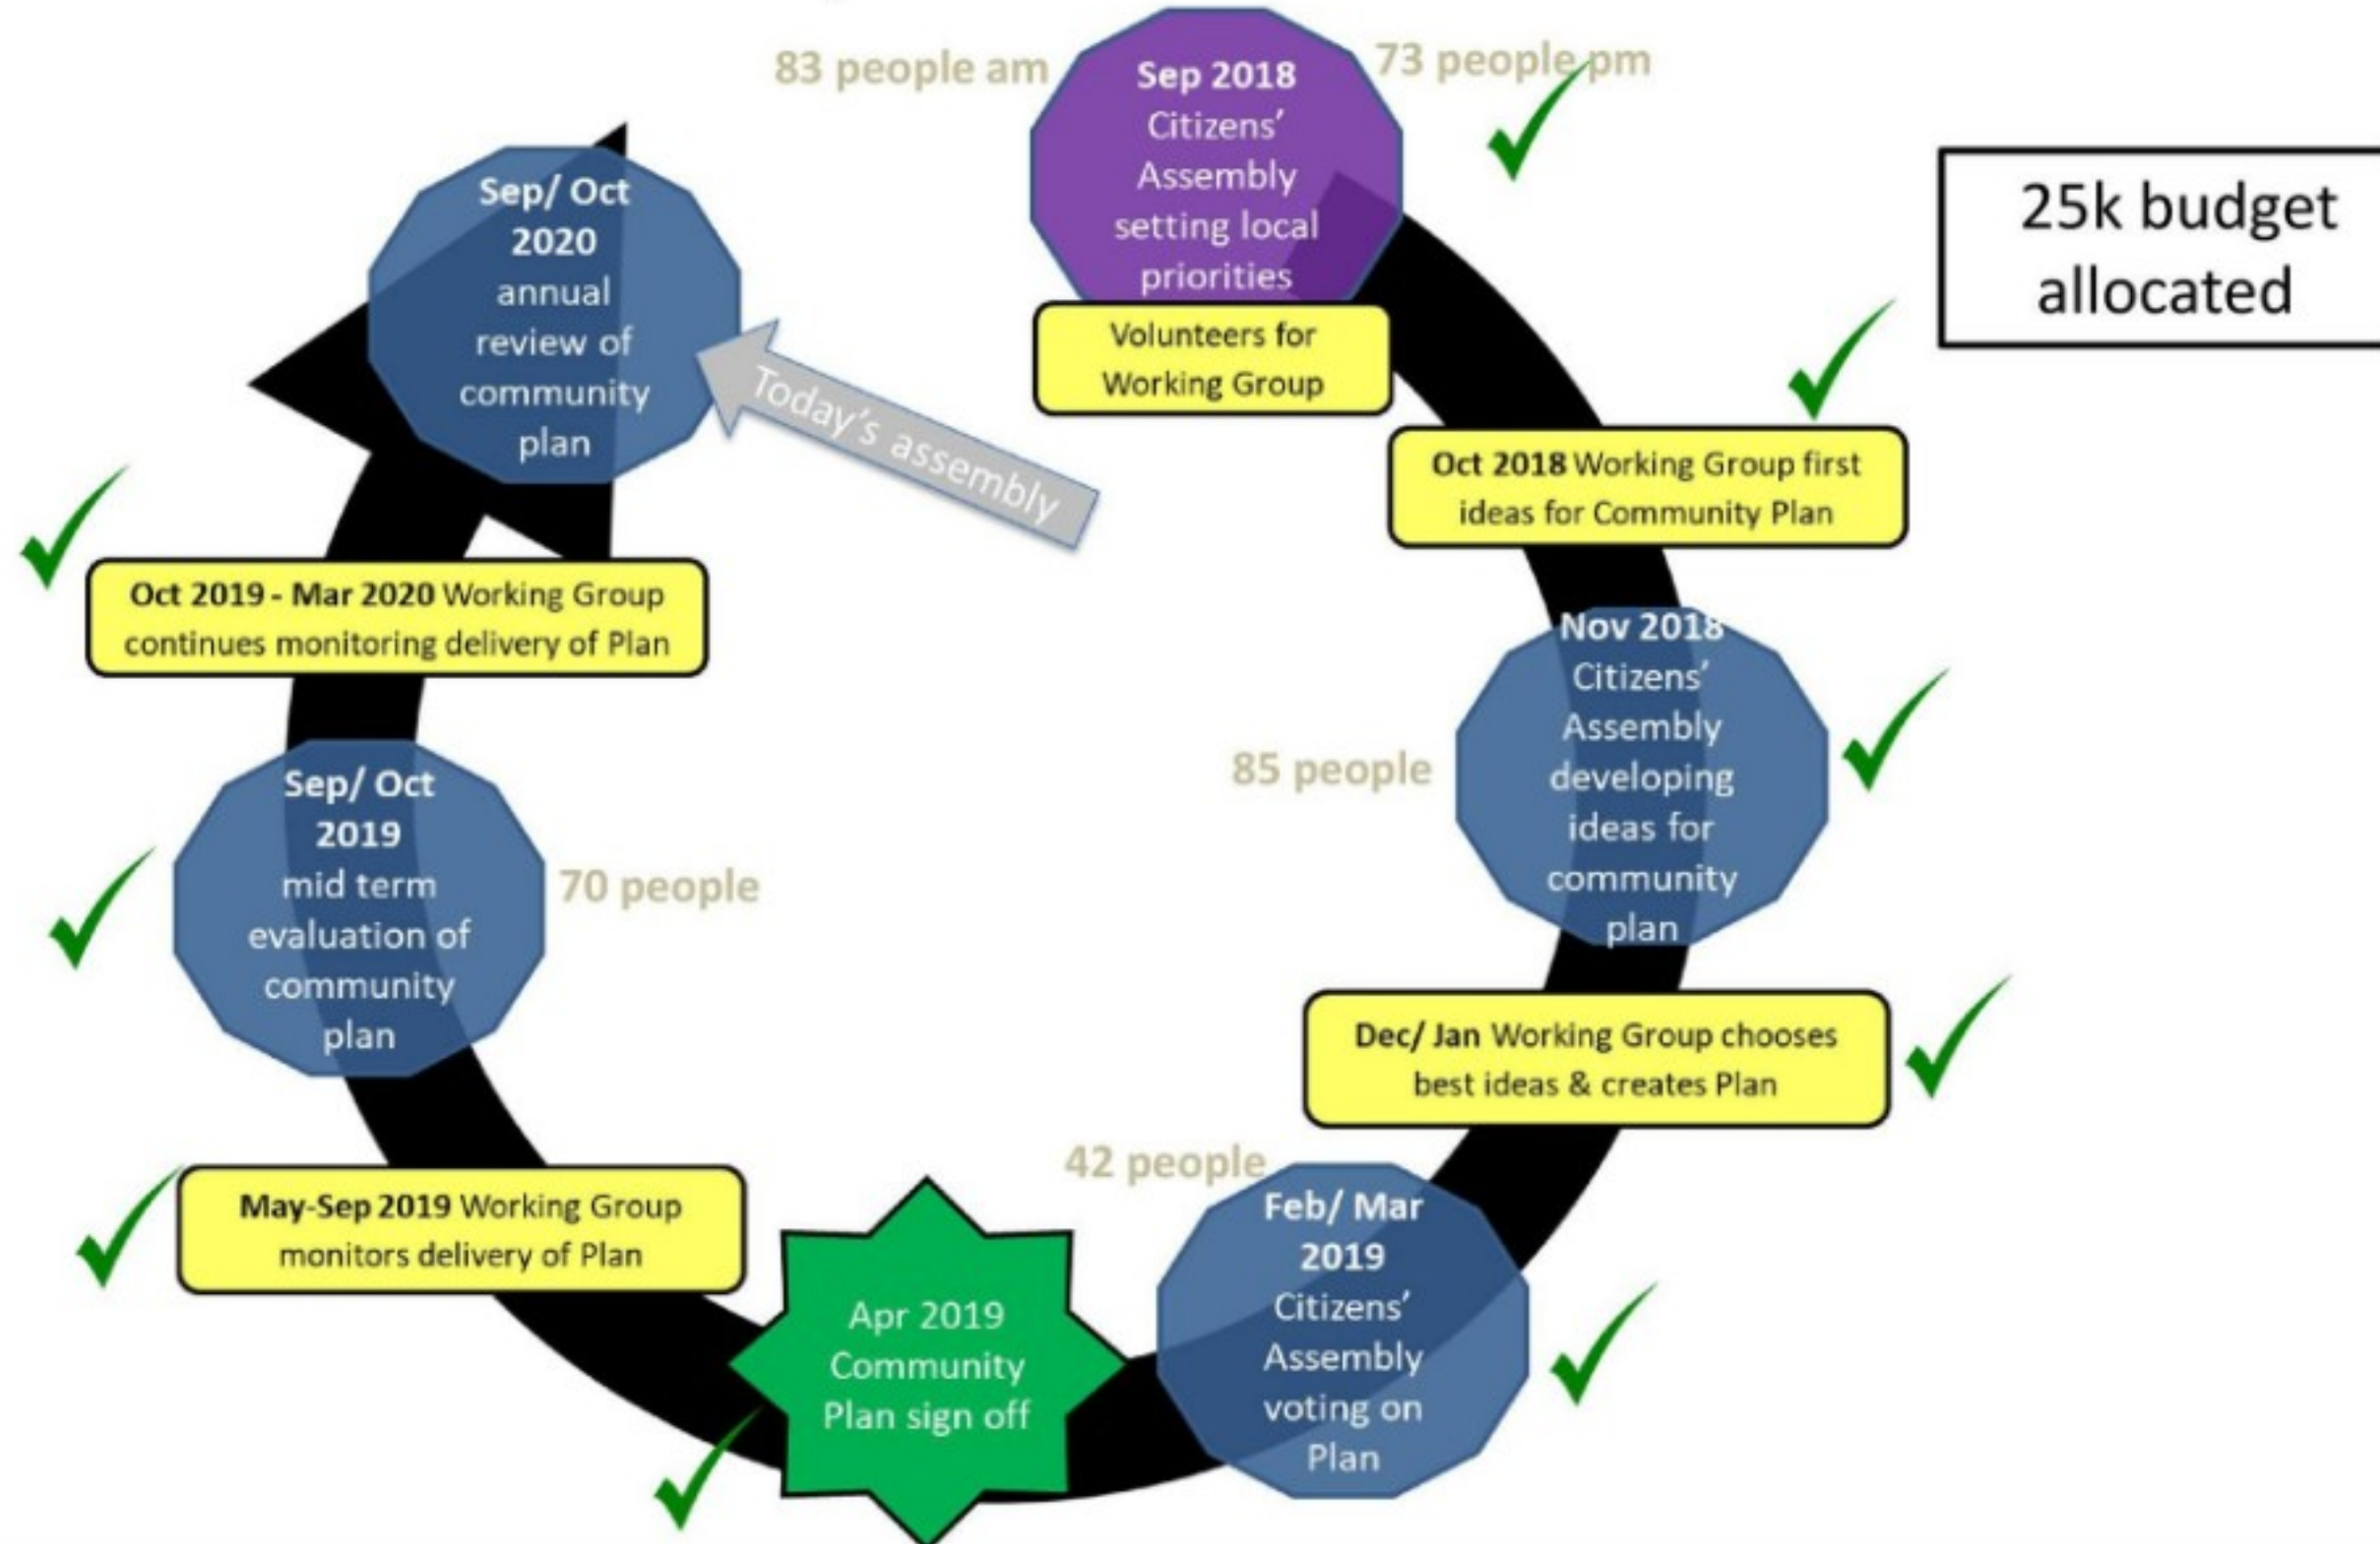 83 people am
Sep 2018
Citizens'
Assembly
setting local
priorities
73 people pm
Volunteers for
Working Group
25k budget
allocated
Oct 2018 Working Group first
ideas for Community Plan
Nov 2018
Citizens'
Assembly
developing
ideas for
community
plan
85 people
Dec/ Jan Working Group chooses
best ideas & creates Plan
42 people
Feb/ Mar
2019
Citizens'
Assembly
voting on
Plan
Apr 2019
Community
Plan sign off
May-Sep 2019 Working Group
monitors delivery of Plan
Sep/ Oct
2019
mid term
evaluation of
community
plan
70 people
Oct 2019 - Mar 2020 Working Group
continues monitoring delivery of Plan
Sep/ Oct
2020
annual
review of
community
plan
Today's assembly